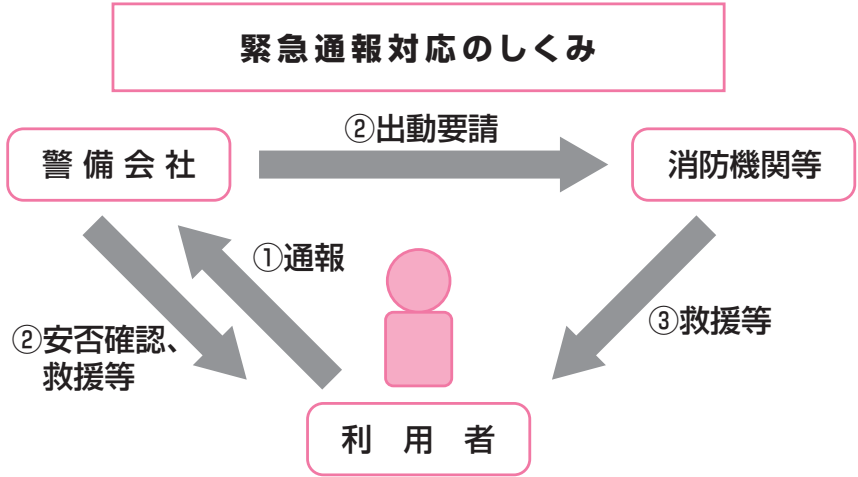 緊急通報対応のしくみ
②出動要請
警備会社
消防機関等
①通報
③救援等
②安否確認、
救援等
利用者